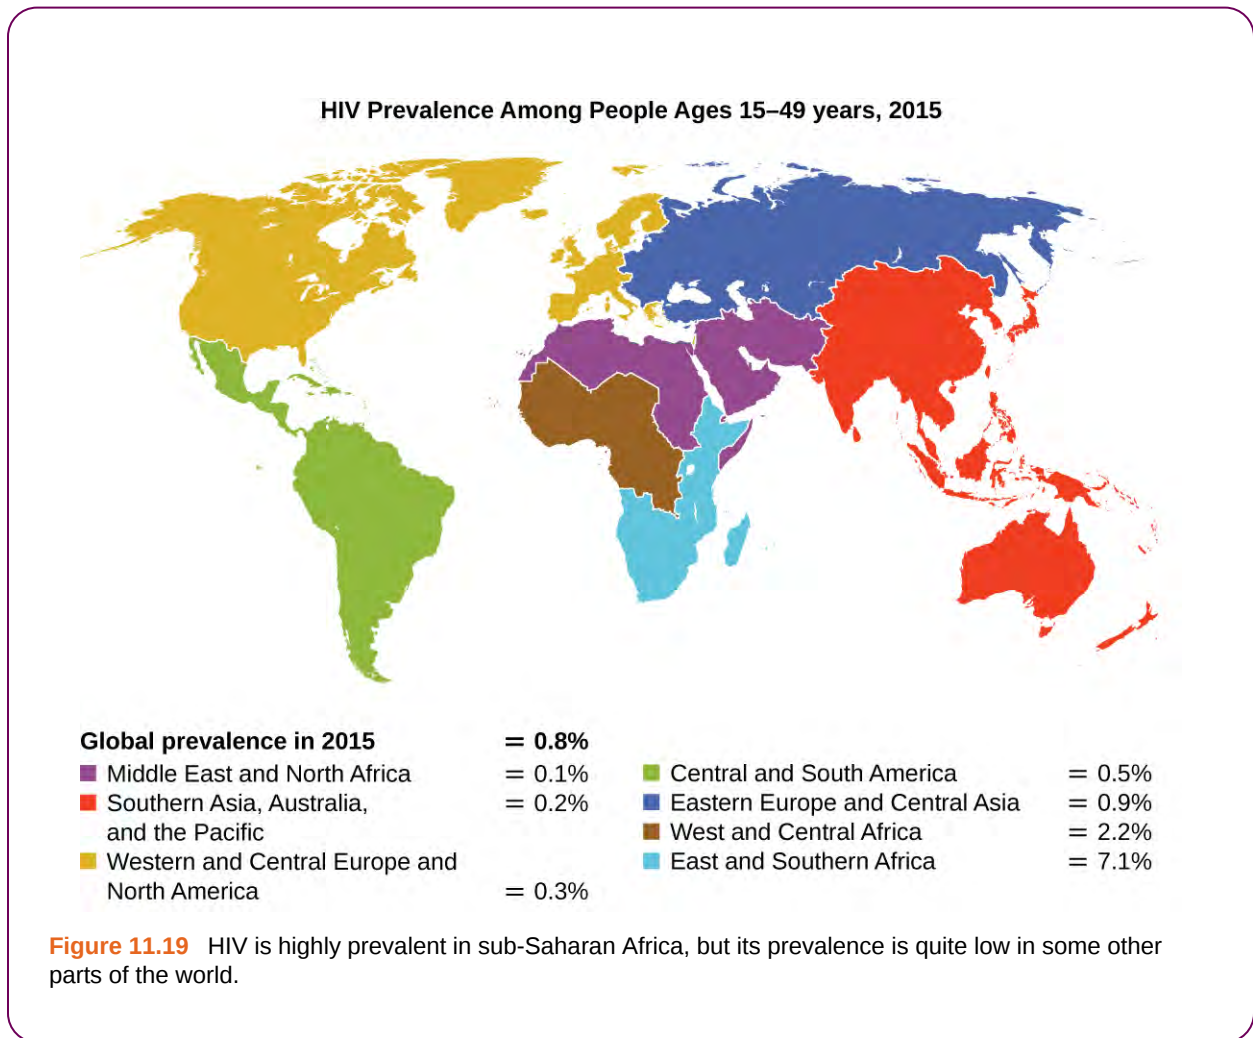 HIV Prevalence Among People Ages 15–49 years, 2015
Global prevalence in 2015 = 0.8%
Middle East and North Africa = 0.1%
Southern Asia, Australia, = 0.2%
and the Pacific
Western and Central Europe and
North America = 0.3%
Central and South America = 0.5%
Eastern Europe and Central Asia = 0.9%
West and Central Africa = 2.2%
East and Southern Africa = 7.1%
Figure 11.19 HIV is highly prevalent in sub-Saharan Africa, but its prevalence is quite low in some other
parts of the world.